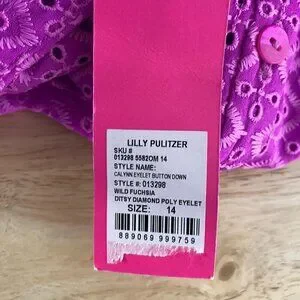 LILLY PULITZER
SKU #
013298 5582OM 14
STYLE NAME:
CALYNN EYELET BUTTON DOWN
STYLE #: 013298
WILD FUCHSIA
DITSY DIAMOND POLY EYELET
SIZE: 14
889069 999759